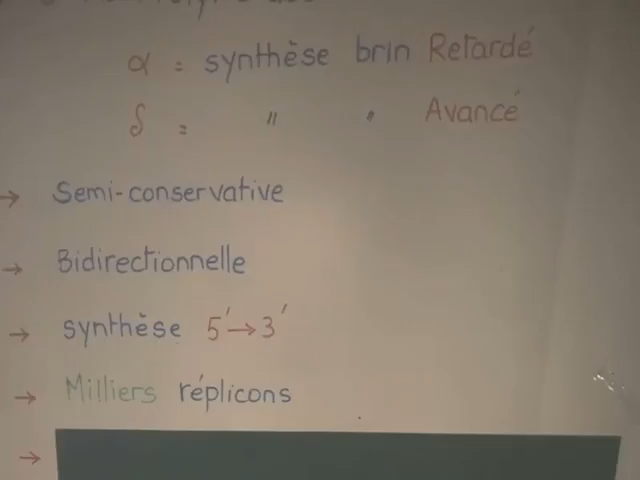 α = synthèse brin Retardé
δ = " " Avancé
→ Semi-conservative
→ Bidirectionnelle
→ synthèse 5'→3'
→ Milliers réplicons
→